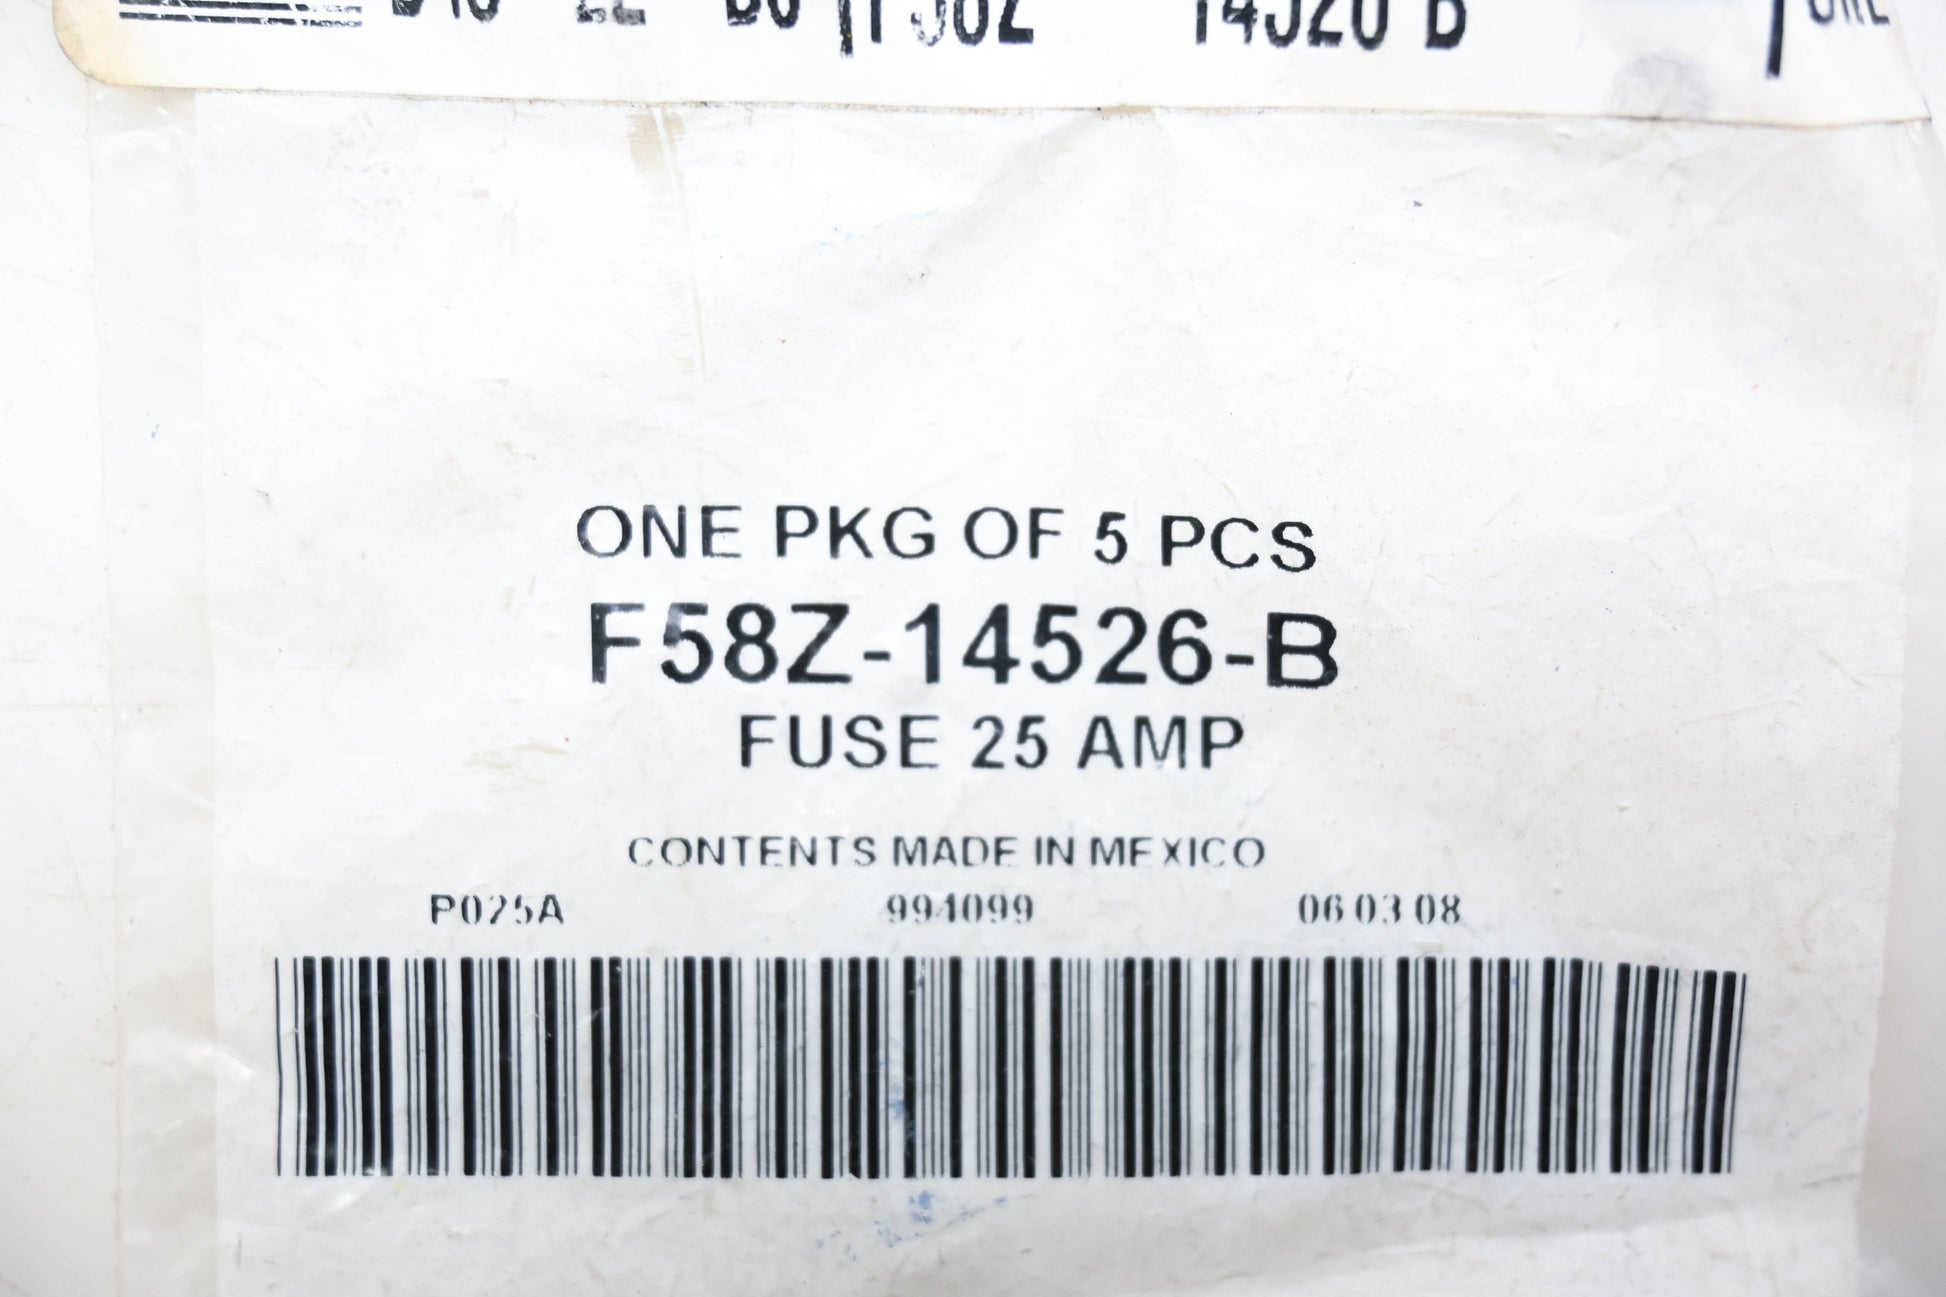 14526 B
ONE PKG OF 5 PCS
F58Z-14526-B
FUSE 25 AMP
CONTENTS MADE IN MEXICO
P025A 994099 06 03 08